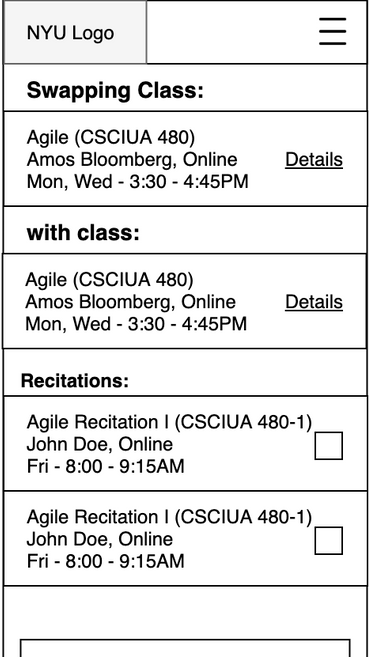 NYU Logo
Swapping Class:
Agile (CSCIUA 480)
Amos Bloomberg, Online
Details
Mon, Wed - 3:30 - 4:45PM
with class:
Agile (CSCIUA 480)
Amos Bloomberg, Online
Details
Mon, Wed - 3:30 - 4:45PM
Recitations:
Agile Recitation I (CSCIUA 480-1)
John Doe, Online
Fri - 8:00 - 9:15AM
Agile Recitation I (CSCIUA 480-1)
John Doe, Online
Fri - 8:00 - 9:15AM